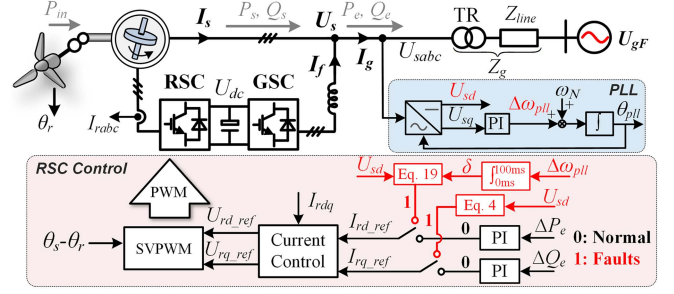 P_in
I_s
P_s, Q_s
U_s
P_e, Q_e
TR
Z_line
U_gF
I_f
I_g
U_sabc
Z_g
θ_r
I_rabc
RSC
U_dc
GSC
PLL
U_sd
U_sq
PI
Δω_pll
ω_N
+
+
∫
θ_pll
RSC Control
PWM
U_sd
Eq. 19
δ
∫ 100ms 0ms
Δω_pll
1
1
Eq. 4
U_sd
I_rdq
U_rd_ref
I_rd_ref
0
PI
ΔP_e
0: Normal
θ_s-θ_r
SVPWM
Current
Control
U_rq_ref
I_rq_ref
0
PI
ΔQ_e
1: Faults